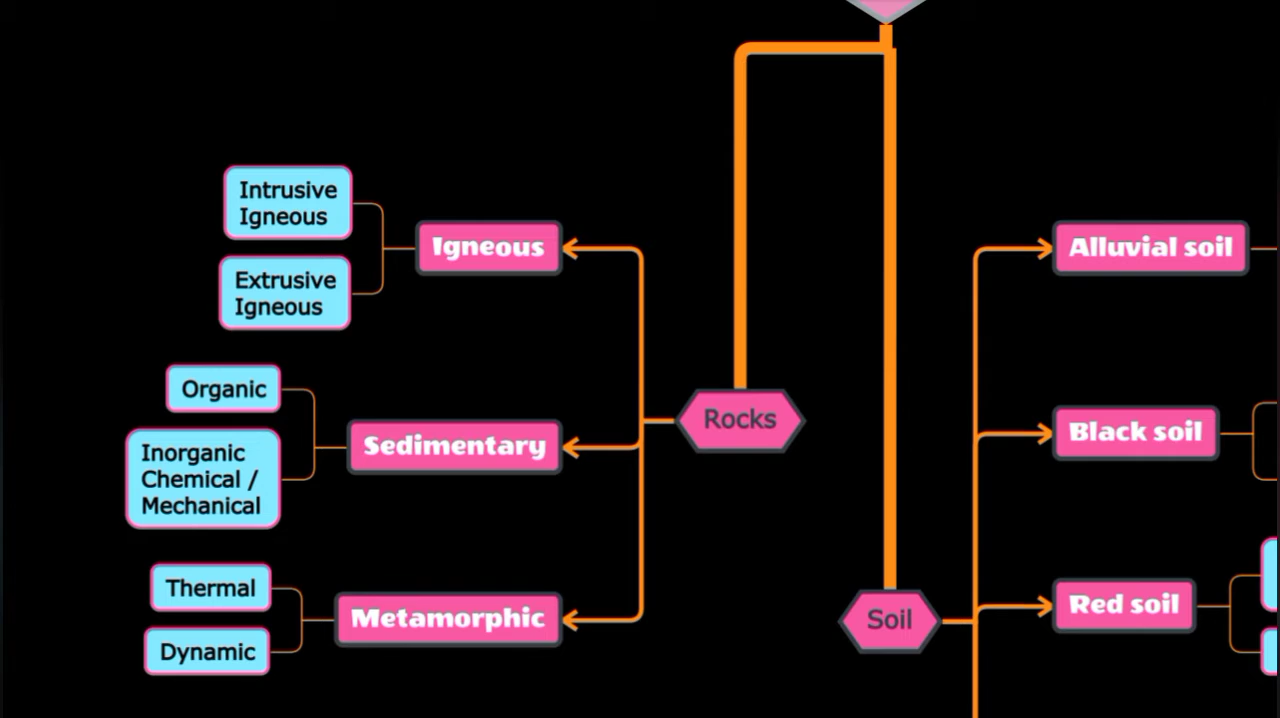 Intrusive
Igneous
Extrusive
Igneous
Igneous
Organic
Inorganic
Chemical /
Mechanical
Sedimentary
Thermal
Dynamic
Metamorphic
Rocks
Soil
Alluvial soil
Black soil
Red soil